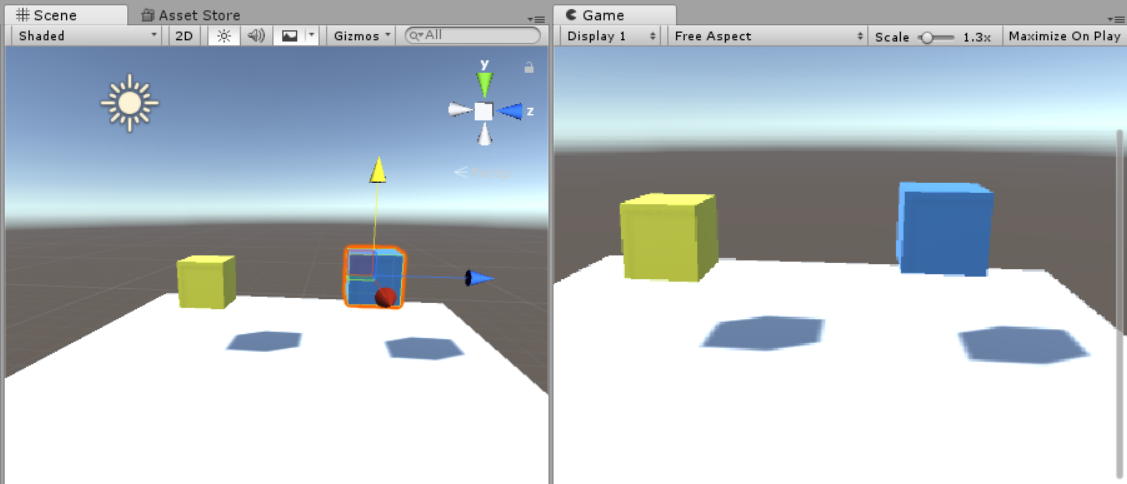 Scene
Asset Store
Shaded
2D
Gizmos
All
y
z
Game
Display 1
Free Aspect
Scale
1.3x
Maximize On Play